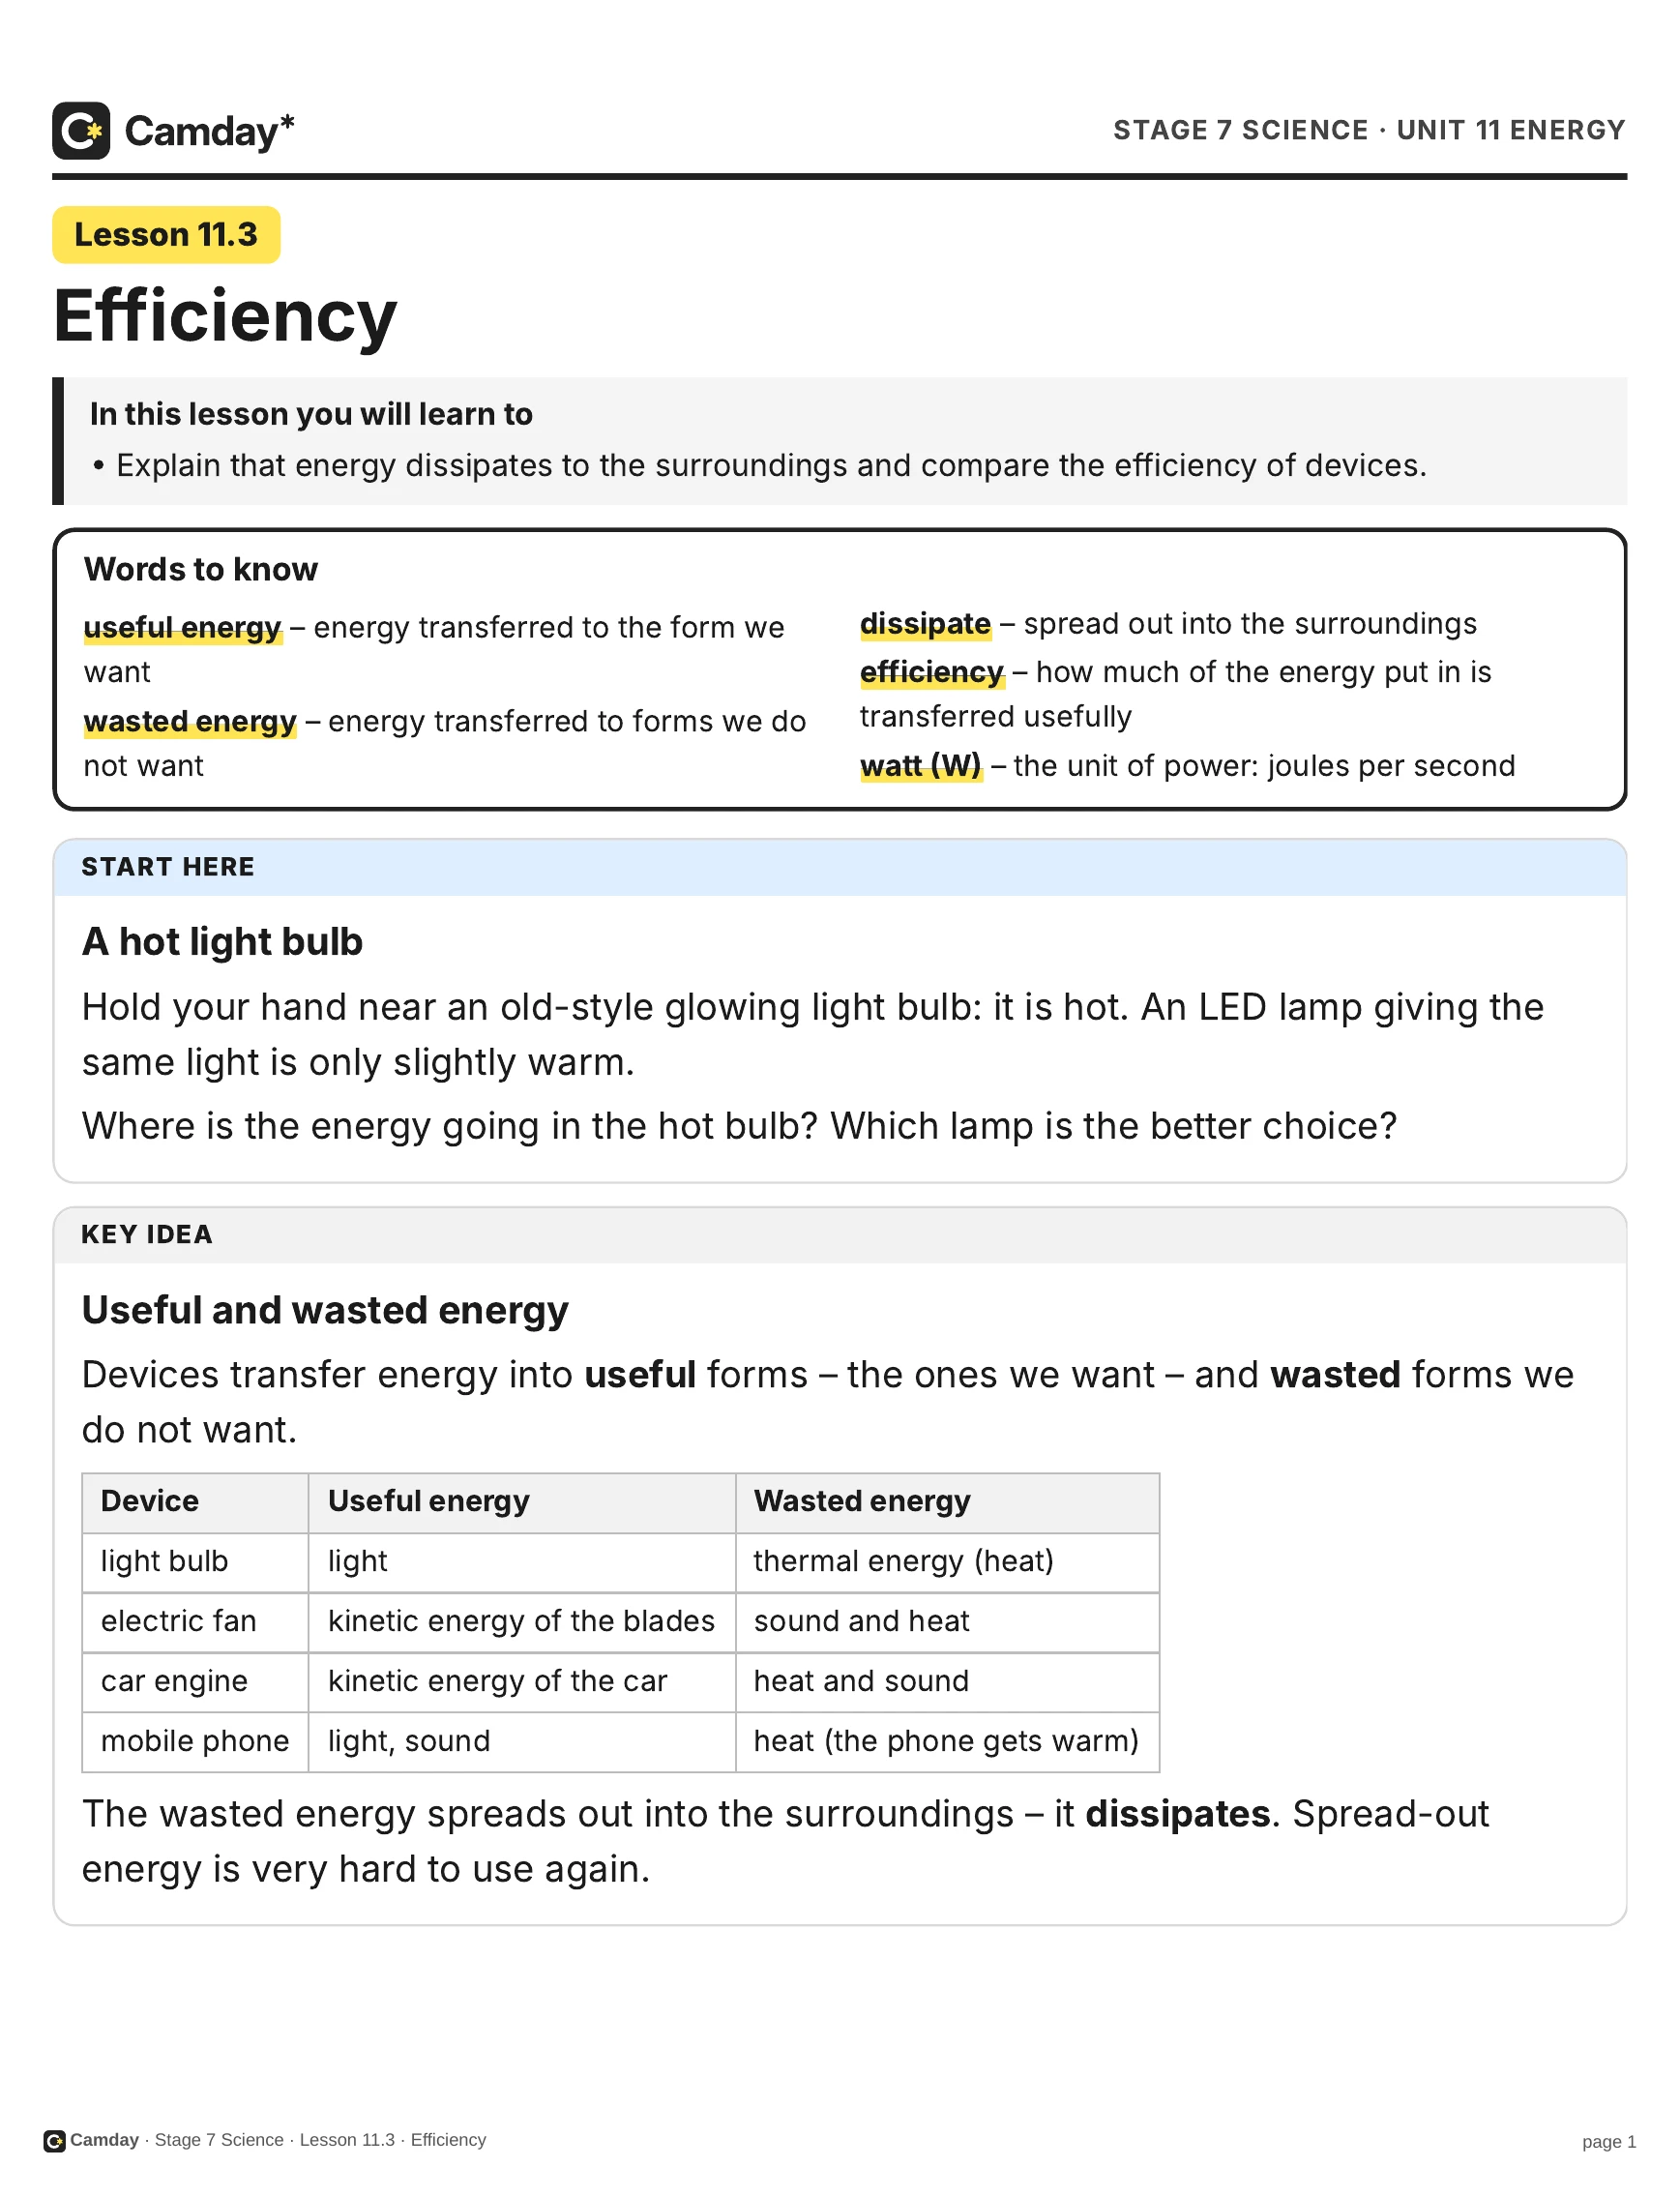 Camday*
STAGE 7 SCIENCE · UNIT 11 ENERGY
Lesson 11.3
Efficiency
In this lesson you will learn to
• Explain that energy dissipates to the surroundings and compare the efficiency of devices.
Words to know
useful energy – energy transferred to the form we
want
wasted energy – energy transferred to forms we do
not want
dissipate – spread out into the surroundings
efficiency – how much of the energy put in is
transferred usefully
watt (W) – the unit of power: joules per second
START HERE
A hot light bulb
Hold your hand near an old-style glowing light bulb: it is hot. An LED lamp giving the
same light is only slightly warm.
Where is the energy going in the hot bulb? Which lamp is the better choice?
KEY IDEA
Useful and wasted energy
Devices transfer energy into useful forms – the ones we want – and wasted forms we
do not want.
Device Useful energy Wasted energy
light bulb light thermal energy (heat)
electric fan kinetic energy of the blades sound and heat
car engine kinetic energy of the car heat and sound
mobile phone light, sound heat (the phone gets warm)
The wasted energy spreads out into the surroundings – it dissipates. Spread-out
energy is very hard to use again.
Camday · Stage 7 Science · Lesson 11.3 · Efficiency
page 1